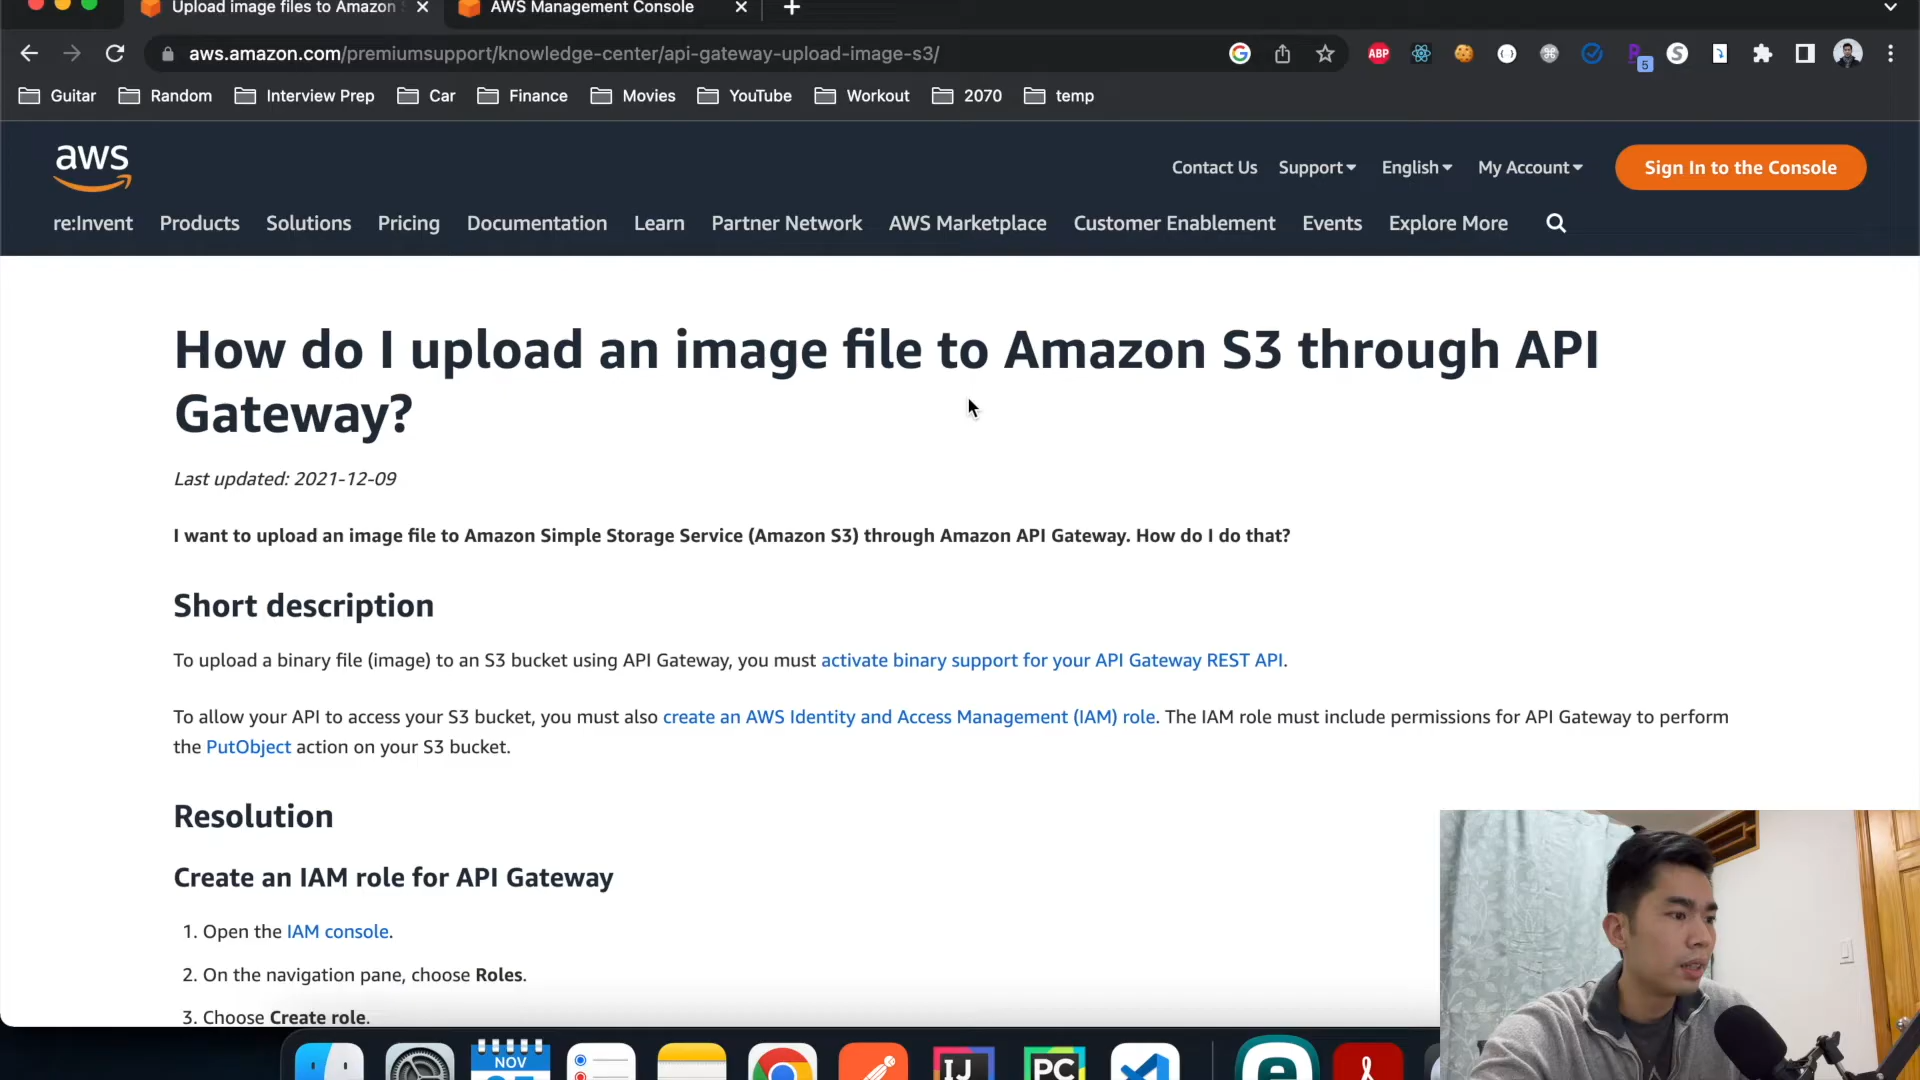 Upload image files to Amazon S
AWS Management Console
aws.amazon.com/premiumsupport/knowledge-center/api-gateway-upload-image-s3/
ABP
5
Guitar Random Interview Prep Car Finance Movies YouTube Workout 2070 temp
aws
Contact Us Support English My Account Sign In to the Console
re:Invent Products Solutions Pricing Documentation Learn Partner Network AWS Marketplace Customer Enablement Events Explore More
How do I upload an image file to Amazon S3 through API
Gateway?
Last updated: 2021-12-09
I want to upload an image file to Amazon Simple Storage Service (Amazon S3) through Amazon API Gateway. How do I do that?
Short description
To upload a binary file (image) to an S3 bucket using API Gateway, you must activate binary support for your API Gateway REST API.
To allow your API to access your S3 bucket, you must also create an AWS Identity and Access Management (IAM) role. The IAM role must include permissions for API Gateway to perform
the PutObject action on your S3 bucket.
Resolution
Create an IAM role for API Gateway
1. Open the IAM console.
2. On the navigation pane, choose Roles.
3. Choose Create role.
NOV
IJ
PC